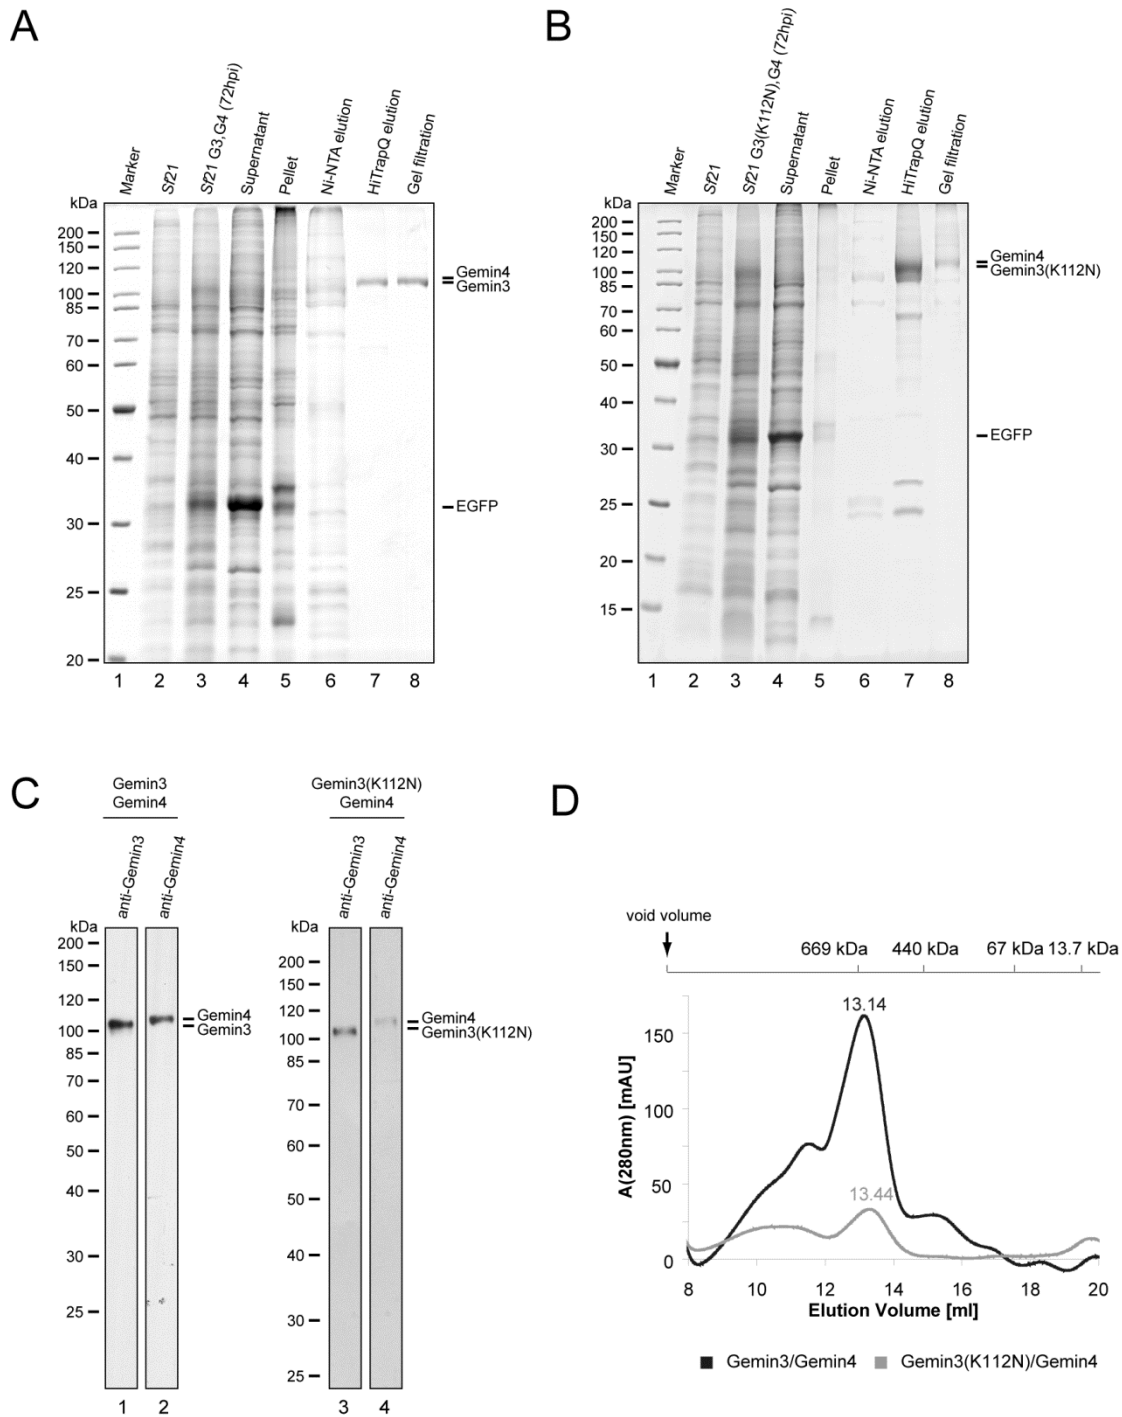 A
Marker
Sf21
Sf21 G3,G4 (72hpi)
Supernatant
Pellet
Ni-NTA elution
HiTrapQ elution
Gel filtration
kDa
200
150
120
100
85
70
60
50
40
30
25
20
Gemin4
Gemin3
EGFP
1 2 3 4 5 6 7 8
B
Marker
Sf21
Sf21 G3(K112N),G4 (72hpi)
Supernatant
Pellet
Ni-NTA elution
HiTrapQ elution
Gel filtration
kDa
200
150
120
100
85
70
60
50
40
30
25
20
15
Gemin4
Gemin3(K112N)
EGFP
1 2 3 4 5 6 7 8
C
Gemin3
Gemin4
anti-Gemin3
anti-Gemin4
kDa
200
150
120
100
85
70
60
50
40
30
25
Gemin4
Gemin3
1 2
Gemin3(K112N)
Gemin4
anti-Gemin3
anti-Gemin4
kDa
200
150
120
100
85
70
60
50
40
30
25
Gemin4
Gemin3(K112N)
3 4
D
void volume
669 kDa 440 kDa 67 kDa 13.7 kDa
13.14
13.44
A(280nm) [mAU]
150
100
50
0
8 10 12 14 16 18 20
Elution Volume [ml]
Gemin3/Gemin4 Gemin3(K112N)/Gemin4